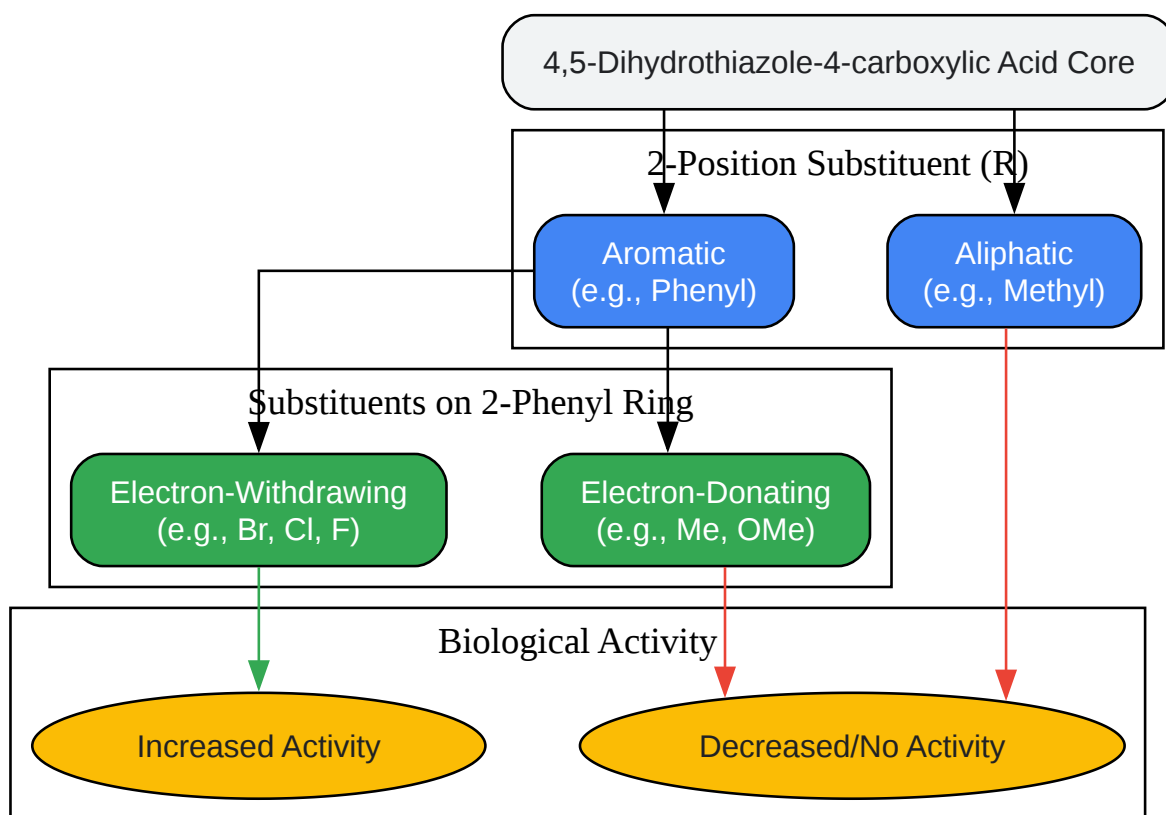 4,5-Dihydrothiazole-4-carboxylic Acid Core
2-Position Substituent (R)
Aromatic
(e.g., Phenyl)
Aliphatic
(e.g., Methyl)
Substituents on 2-Phenyl Ring
Electron-Withdrawing
(e.g., Br, Cl, F)
Electron-Donating
(e.g., Me, OMe)
Biological Activity
Increased Activity
Decreased/No Activity